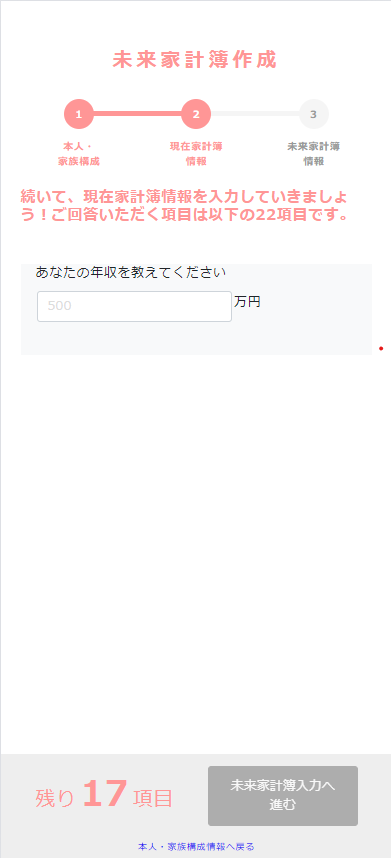 未来家計簿作成
1
2
3
本人・
家族構成
現在家計簿
情報
未来家計簿
情報
続いて、現在家計簿情報を入力していきましょ
う！ご回答いただく項目は以下の22項目です。
あなたの年収を教えてください
500 万円
残り 17 項目
未来家計簿入力へ
進む
本人・家族構成情報へ戻る